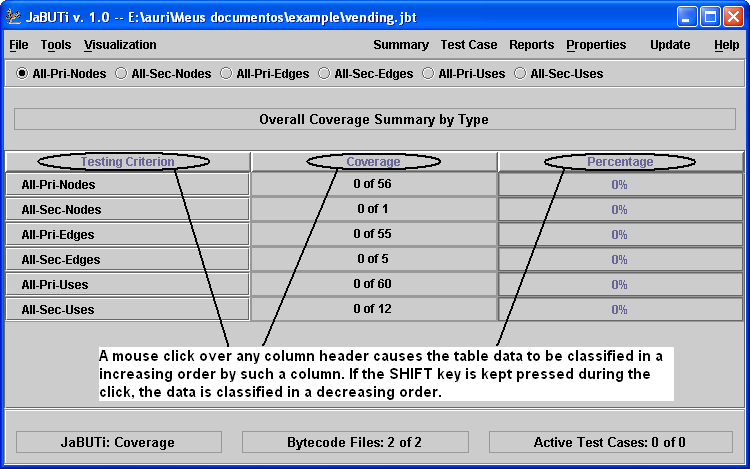 JaBUTi v. 1.0 -- E:\auri\Meus documentos\example\vending.jbt
File Tools Visualization Summary Test Case Reports Properties Update Help
All-Pri-Nodes All-Sec-Nodes All-Pri-Edges All-Sec-Edges All-Pri-Uses All-Sec-Uses
Overall Coverage Summary by Type
Testing Criterion Coverage Percentage
All-Pri-Nodes 0 of 56 0%
All-Sec-Nodes 0 of 1 0%
All-Pri-Edges 0 of 55 0%
All-Sec-Edges 0 of 5 0%
All-Pri-Uses 0 of 60 0%
All-Sec-Uses 0 of 12 0%
A mouse click over any column header causes the table data to be classified in a
increasing order by such a column. If the SHIFT key is kept pressed during the
click, the data is classified in a decreasing order.
JaBUTi: Coverage Bytecode Files: 2 of 2 Active Test Cases: 0 of 0